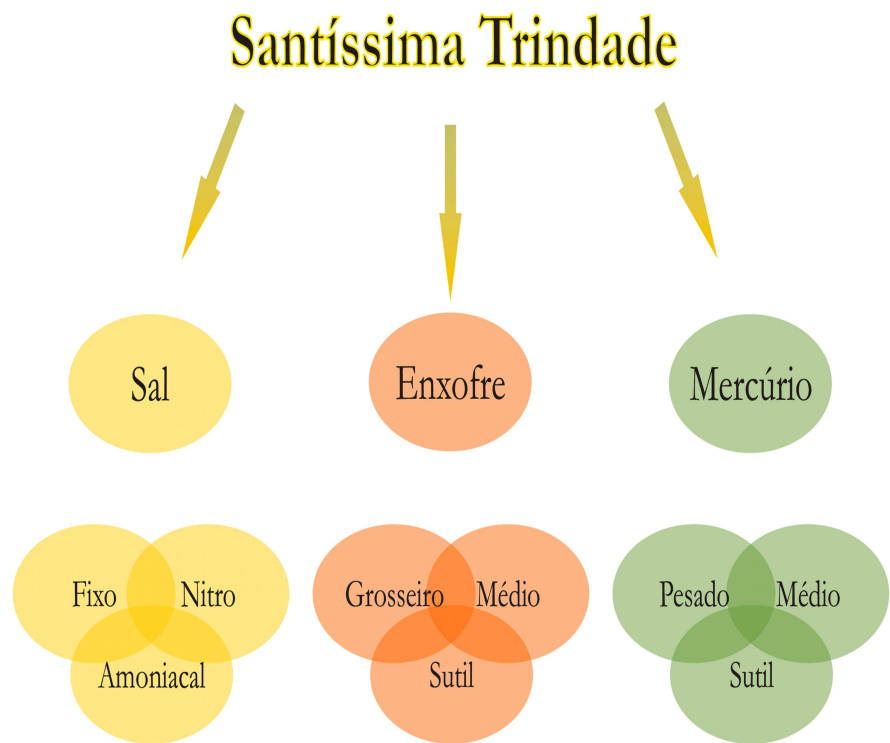 Santíssima Trindade
Sal
Enxofre
Mercúrio
Fixo
Nitro
Amoniacal
Grosseiro
Médio
Sutil
Pesado
Médio
Sutil